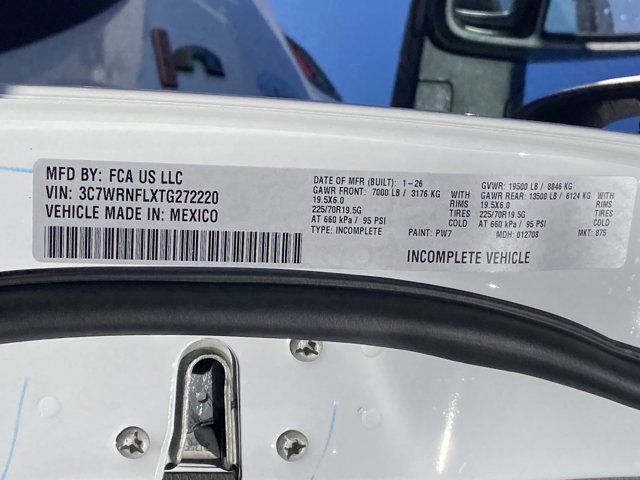 MFD BY: FCA US LLC
VIN: 3C7WRNFLXTG272220
VEHICLE MADE IN: MEXICO
DATE OF MFR (BUILT): 1-26
GAWR FRONT: 7000 LB / 3176 KG WITH
19.5X6.0 RIMS
225/70R19.5G TIRES
AT 660 kPa / 95 PSI COLD
TYPE: INCOMPLETE PAINT: PW7
GVWR: 19500 LB / 8846 KG
GAWR REAR: 13500 LB / 6124 KG WITH
19.5X6.0 RIMS
225/70R19.5G TIRES
AT 660 kPa / 95 PSI COLD
MDH: 012708 MKT: 875
INCOMPLETE VEHICLE